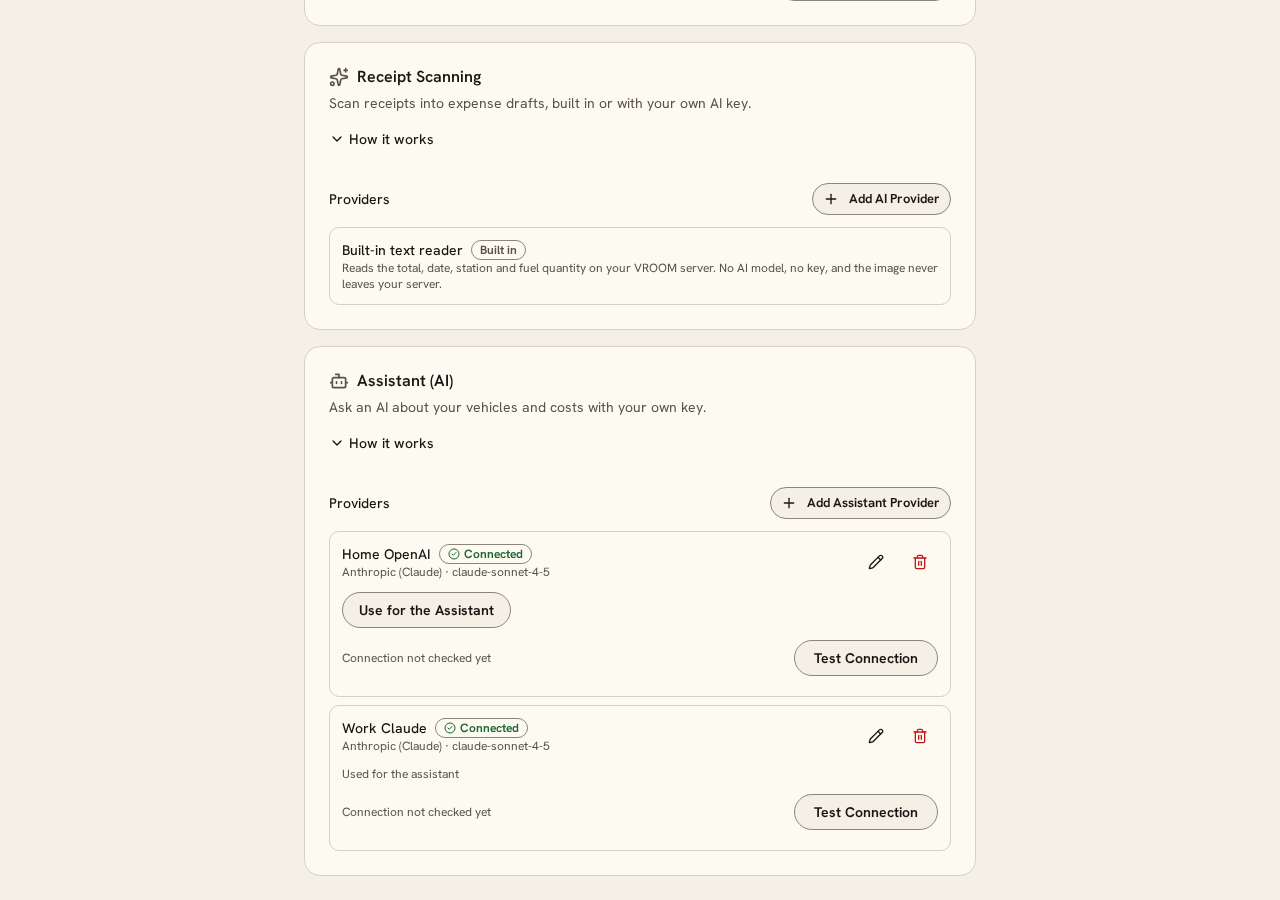 Receipt Scanning
Scan receipts into expense drafts, built in or with your own AI key.
How it works
Providers
Add AI Provider
Built-in text reader
Built in
Reads the total, date, station and fuel quantity on your VROOM server. No AI model, no key, and the image never
leaves your server.
Assistant (AI)
Ask an AI about your vehicles and costs with your own key.
How it works
Providers
Add Assistant Provider
Home OpenAI
Connected
Anthropic (Claude) · claude-sonnet-4-5
Use for the Assistant
Connection not checked yet
Test Connection
Work Claude
Connected
Anthropic (Claude) · claude-sonnet-4-5
Used for the assistant
Connection not checked yet
Test Connection